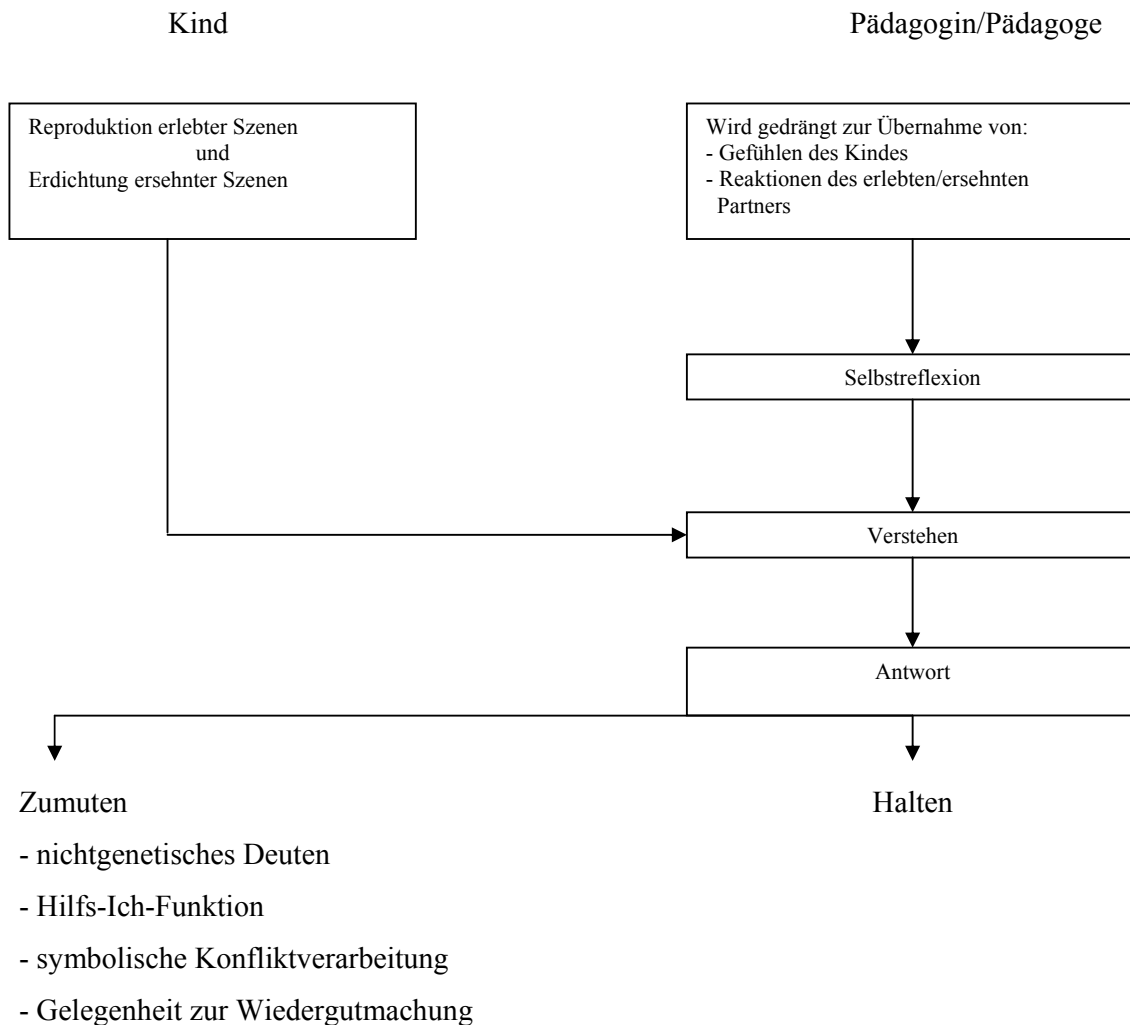 Kind
Pädagogin/Pädagoge
Reproduktion erlebter Szenen
und
Erdichtung ersehnter Szenen
Wird gedrängt zur Übernahme von:
- Gefühlen des Kindes
- Reaktionen des erlebten/ersehnten
Partners
Selbstreflexion
Verstehen
Antwort
Zumuten
- nichtgenetisches Deuten
- Hilfs-Ich-Funktion
- symbolische Konfliktverarbeitung
- Gelegenheit zur Wiedergutmachung
Halten